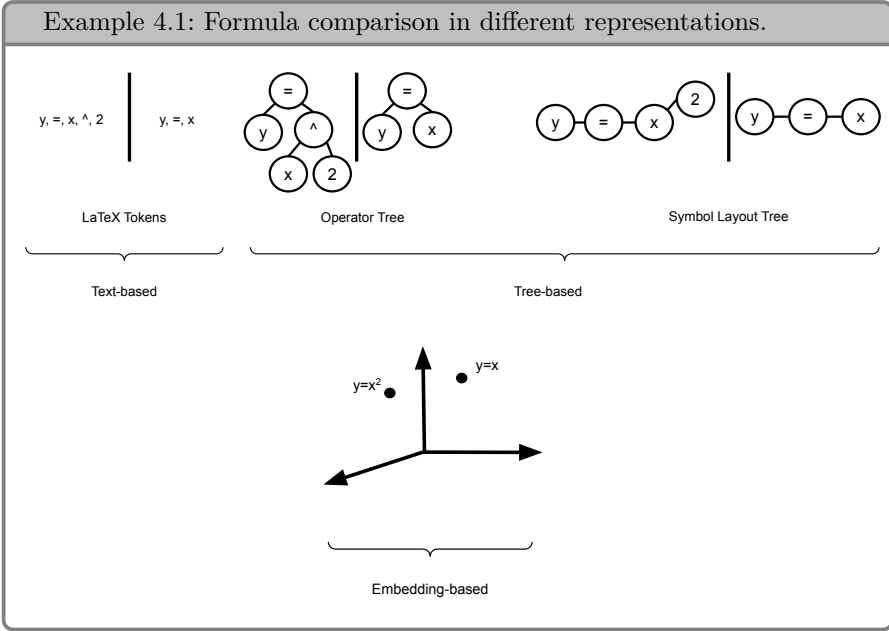 Example 4.1: Formula comparison in different representations.
y, =, x, ^, 2
y, =, x
LaTeX Tokens
=
y
^
x
2
=
y
x
Operator Tree
y
=
x
2
y
=
x
Symbol Layout Tree
Text-based
Tree-based
y=x²
y=x
Embedding-based